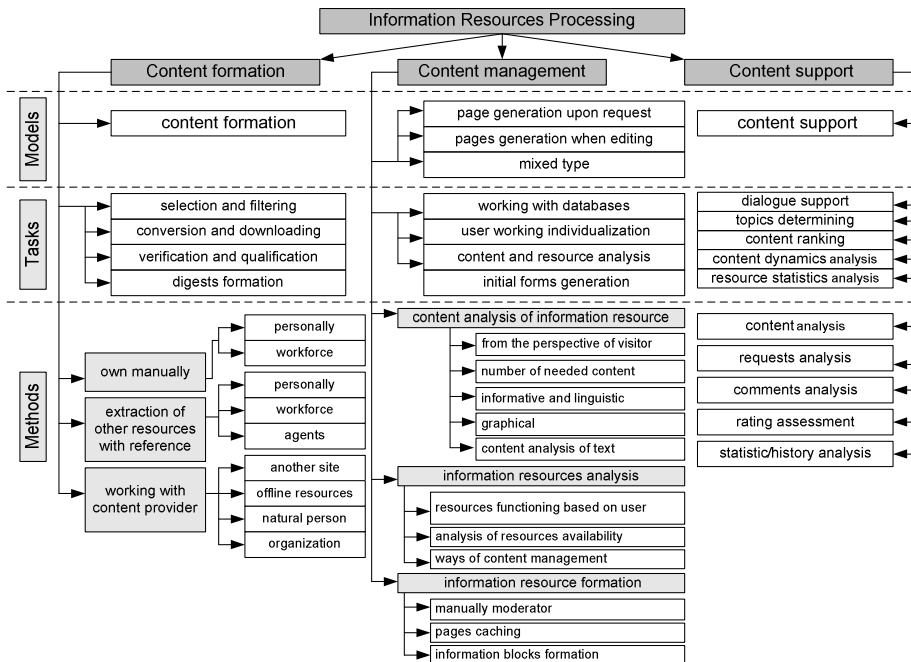 Information Resources Processing
Content formation
Content management
Content support
Models
content formation
page generation upon request
pages generation when editing
mixed type
content support
Tasks
selection and filtering
conversion and downloading
verification and qualification
digests formation
working with databases
user working individualization
content and resource analysis
initial forms generation
dialogue support
topics determining
content ranking
content dynamics analysis
resource statistics analysis
Methods
own manually
personally
workforce
extraction of
other resources
with reference
personally
workforce
agents
working with
content provider
another site
offline resources
natural person
organization
content analysis of information resource
from the perspective of visitor
number of needed content
informative and linguistic
graphical
content analysis of text
information resources analysis
resources functioning based on user
analysis of resources availability
ways of content management
information resource formation
manually moderator
pages caching
information blocks formation
content analysis
requests analysis
comments analysis
rating assessment
statistic/history analysis